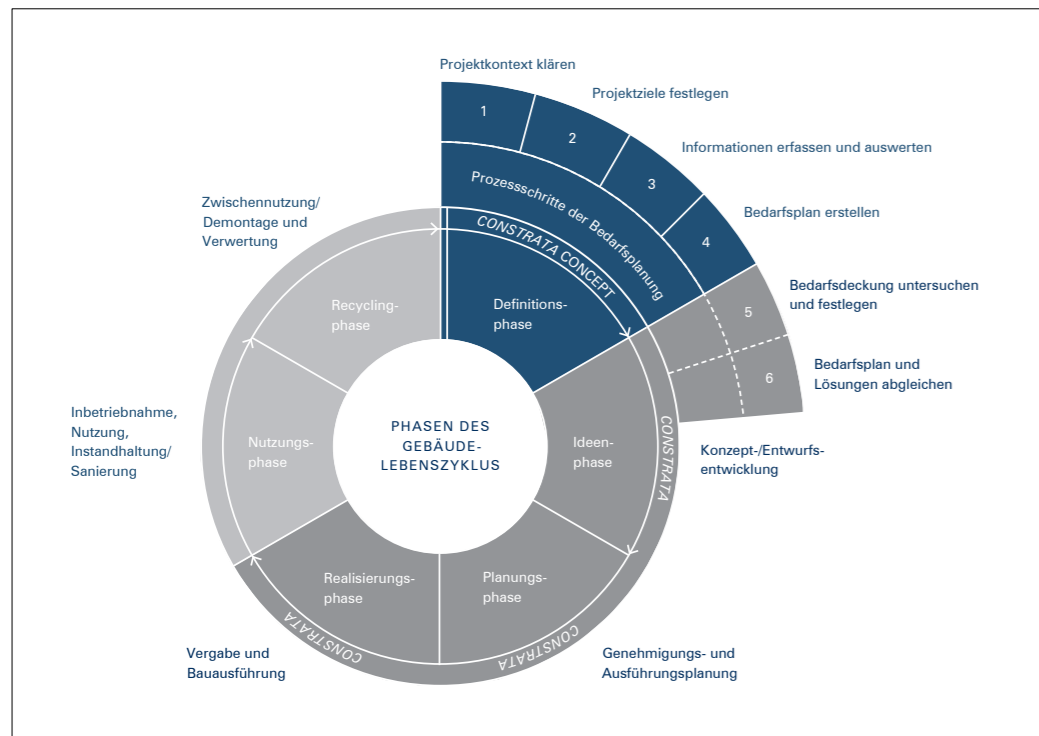 Projektkontext klären
1
Projektziele festlegen
2
Informationen erfassen und auswerten
3
Bedarfsplan erstellen
4
Prozessschritte der Bedarfsplanung
CONSTRATA CONCEPT
Definitions-
phase
Bedarfsdeckung untersuchen
und festlegen
5
Bedarfsplan und
Lösungen abgleichen
6
Konzept-/Entwurfs-
entwicklung
Ideen-
phase
CONSTRATA
Planungs-
phase
CONSTRATA
Genehmigungs- und
Ausführungsplanung
Realisierungs-
phase
CONSTRATA
Vergabe und
Bauausführung
Nutzungs-
phase
Inbetriebnahme,
Nutzung,
Instandhaltung/
Sanierung
Recycling-
phase
Zwischennutzung/
Demontage und
Verwertung
PHASEN DES
GEBÄUDE-
LEBENSZYKLUS